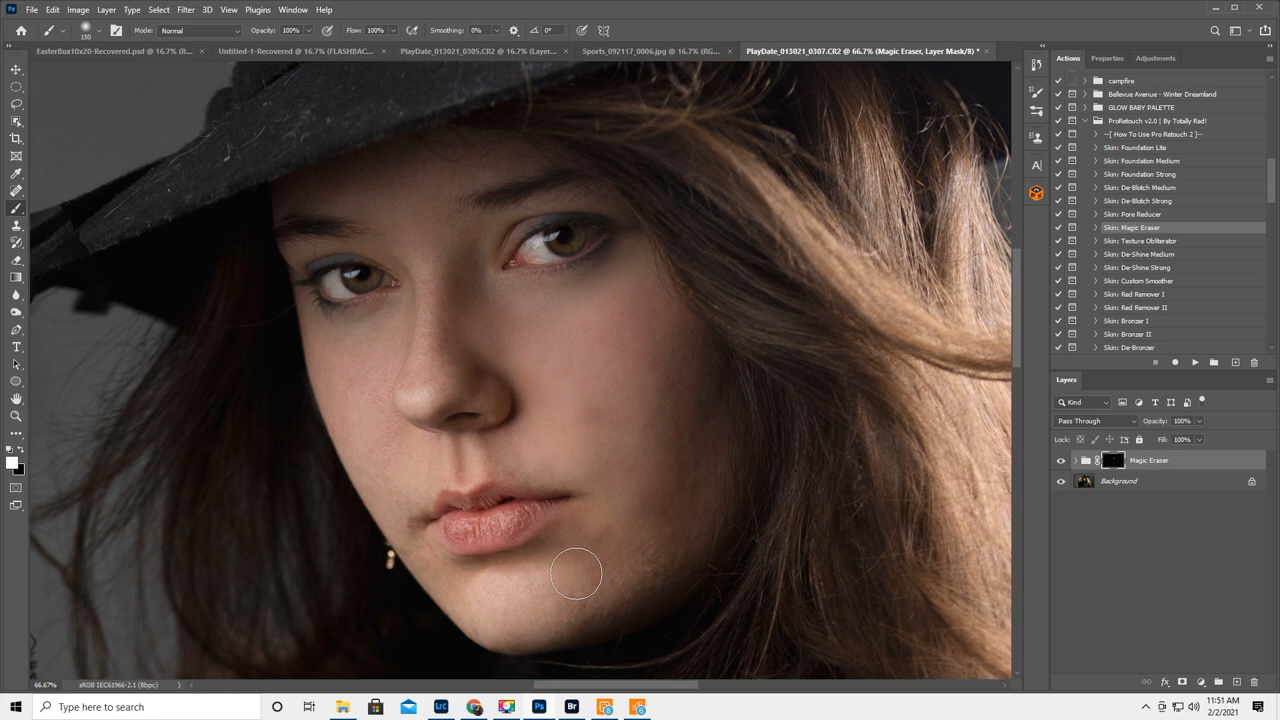 Ps File Edit Image Layer Type Select Filter 3D View Plugins Window Help
150 Mode: Normal Opacity: 100% Flow: 100% Smoothing: 0% 0°
EasterBox10x20-Recovered.psd @ 16.7% (R... × Untitled-1-Recovered @ 16.7% (FLASHBAC... × PlayDate_013021_0305.CR2 @ 16.7% (Layer... × Sports_092117_0006.jpg @ 16.7% (RG... × PlayDate_013021_0307.CR2 @ 66.7% (Magic Eraser, Layer Mask/8) * ×
Actions Properties Adjustments
campfire
Bellevue Avenue - Winter Dreamland
GLOW BABY PALETTE
ProRetouch v2.0 | By Totally Rad!
--[ How To Use Pro Retouch 2 ]--
Skin: Foundation Lite
Skin: Foundation Medium
Skin: Foundation Strong
Skin: De-Blotch Medium
Skin: De-Blotch Strong
Skin: Pore Reducer
Skin: Magic Eraser
Skin: Texture Obliterator
Skin: De-Shine Medium
Skin: De-Shine Strong
Skin: Custom Smoother
Skin: Red Remover I
Skin: Red Remover II
Skin: Bronzer I
Skin: Bronzer II
Skin: De-Bronzer
Layers
Kind
Pass Through Opacity: 100%
Lock: Fill: 100%
Magic Eraser
Background
66.67% sRGB IEC61966-2.1 (8bpc)
Type here to search
LrC Ps Br
11:51 AM
2/2/2021